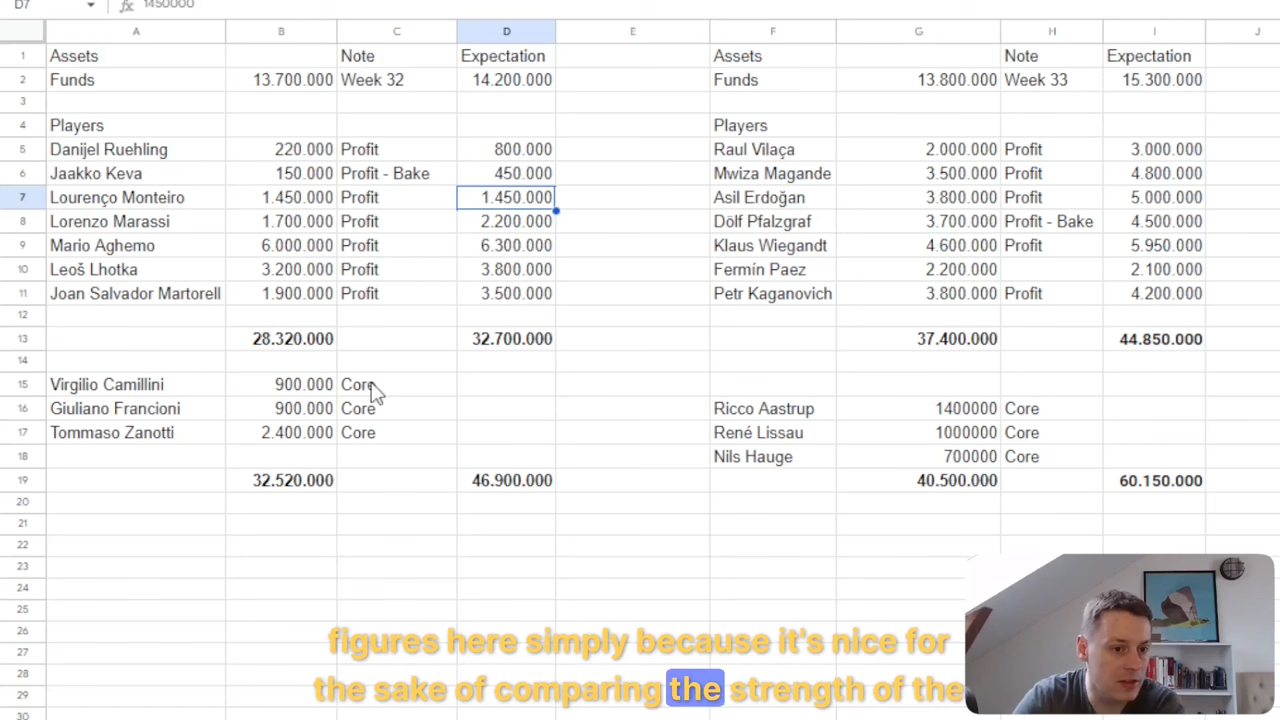 D7 fx 1450000
A B C D E F G H I J
1 Assets Note Expectation Assets Note Expectation
2 Funds 13.700.000 Week 32 14.200.000 Funds 13.800.000 Week 33 15.300.000
3
4 Players Players
5 Danijel Ruehling 220.000 Profit 800.000 Raul Vilaça 2.000.000 Profit 3.000.000
6 Jaakko Keva 150.000 Profit - Bake 450.000 Mwiza Magande 3.500.000 Profit 4.800.000
7 Lourenço Monteiro 1.450.000 Profit 1.450.000 Asil Erdoğan 3.800.000 Profit 5.000.000
8 Lorenzo Marassi 1.700.000 Profit 2.200.000 Dölf Pfalzgraf 3.700.000 Profit - Bake 4.500.000
9 Mario Aghemo 6.000.000 Profit 6.300.000 Klaus Wiegandt 4.600.000 Profit 5.950.000
10 Leoš Lhotka 3.200.000 Profit 3.800.000 Fermín Paez 2.200.000 2.100.000
11 Joan Salvador Martorell 1.900.000 Profit 3.500.000 Petr Kaganovich 3.800.000 Profit 4.200.000
12
13 28.320.000 32.700.000 37.400.000 44.850.000
14
15 Virgilio Camillini 900.000 Core
16 Giuliano Francioni 900.000 Core Ricco Aastrup 1400000 Core
17 Tommaso Zanotti 2.400.000 Core René Lissau 1000000 Core
18 Nils Hauge 700000 Core
19 32.520.000 46.900.000 40.500.000 60.150.000
20
21
22
23
24
25
26
27
28
29
30
figures here simply because it's nice for
the sake of comparing the strength of the